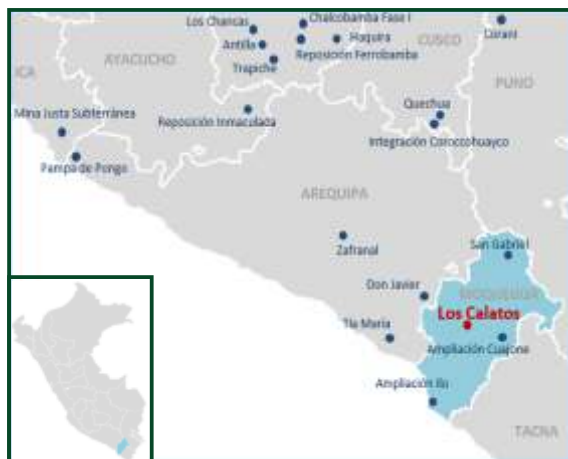 Los Chancas
Chalcobamba Fase I
Corani
Antilla
Haquira
CUSCO
AYACUCHO
Reposición Ferrobamba
Trapiche
ICA
PUNO
Quechua
Mina Justa Subterránea
Reposición Inmaculada
Integración Coroccohuayco
Pampa de Pongo
AREQUIPA
Zafranal
San Gabriel
Don Javier
MOQUEGUA
Los Calatos
Tía María
Ampliación Cuajone
Ampliación Ilo
TACNA